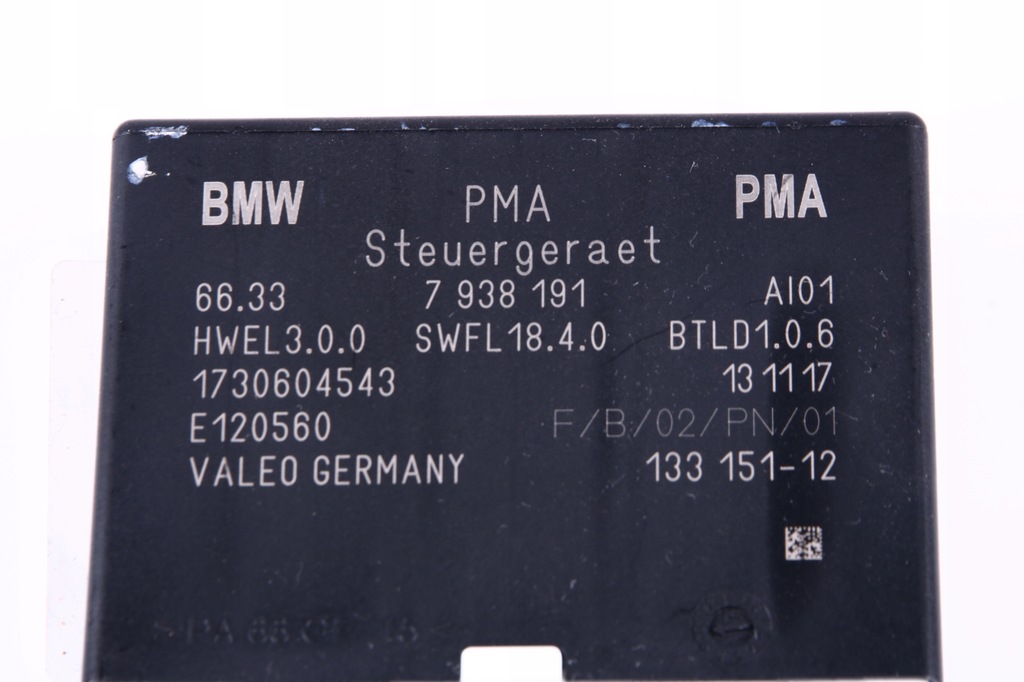 BMW PMA PMA
Steuergeraet
66.33 7 938 191 AI01
HWEL3.0.0 SWFL18.4.0 BTLD1.0.6
1730604543 13 11 17
E120560 F/B/02/PN/01
VALEO GERMANY 133 151-12